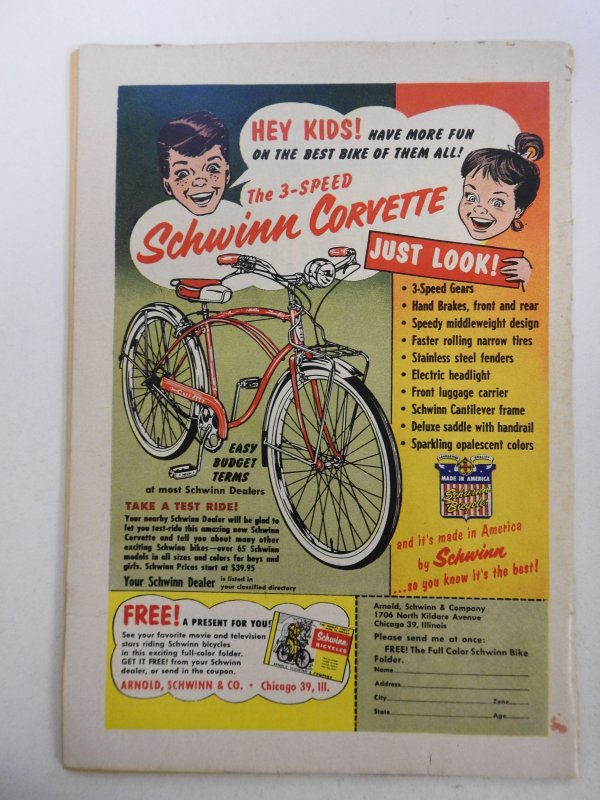 HEY KIDS! HAVE MORE FUN
ON THE BEST BIKE OF THEM ALL!
The 3-SPEED
Schwinn CORVETTE
JUST LOOK!
• 3-Speed Gears
• Hand Brakes, front and rear
• Speedy middleweight design
• Faster rolling narrow tires
• Stainless steel fenders
• Electric headlight
• Front luggage carrier
• Schwinn Cantilever frame
• Deluxe saddle with handrail
• Sparkling opalescent colors
EASY
BUDGET
TERMS
at most Schwinn Dealers
TAKE A TEST RIDE!
Your nearby Schwinn Dealer will be glad to
let you test-ride this amazing new Schwinn
Corvette and tell you about many other
exciting Schwinn bikes—over 65 Schwinn
models in all sizes and colors for boys and
girls. Schwinn Prices start at $39.95
Your Schwinn Dealer is listed in
your classified directory
MADE IN AMERICA
Schwinn
Bicycles
and it's made in America
by Schwinn
...so you know it's the best!
FREE! A PRESENT FOR YOU!
See your favorite movie and television
stars riding Schwinn bicycles
in this exciting full-color folder.
GET IT FREE! from your Schwinn
dealer, or send in the coupon.
ARNOLD, SCHWINN & CO. • Chicago 39, Ill.
Schwinn
BICYCLES
ARNOLD, SCHWINN & COMPANY
Arnold, Schwinn & Company
1706 North Kildare Avenue
Chicago 39, Illinois
Please send me at once:
FREE! The Full Color Schwinn Bike
Folder.
Name
Address
City Zone
State Age